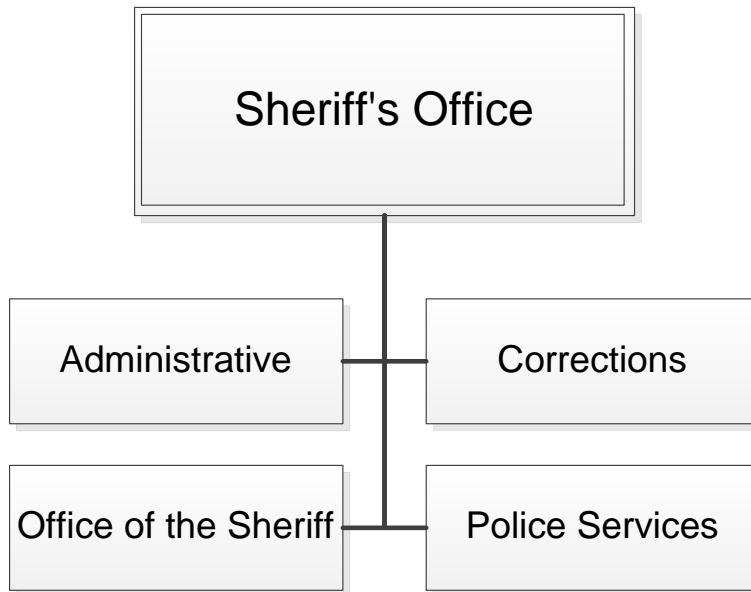 Sheriff's Office
Administrative
Corrections
Office of the Sheriff
Police Services